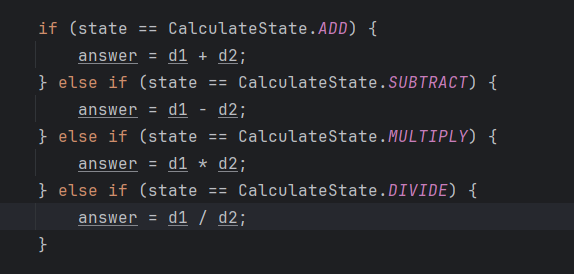 if (state == CalculateState.ADD) {
    answer = d1 + d2;
} else if (state == CalculateState.SUBTRACT) {
    answer = d1 - d2;
} else if (state == CalculateState.MULTIPLY) {
    answer = d1 * d2;
} else if (state == CalculateState.DIVIDE) {
    answer = d1 / d2;
}